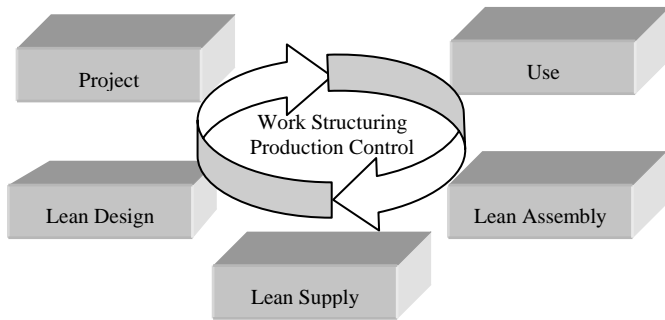 Project
Use
Work Structuring
Production Control
Lean Design
Lean Assembly
Lean Supply